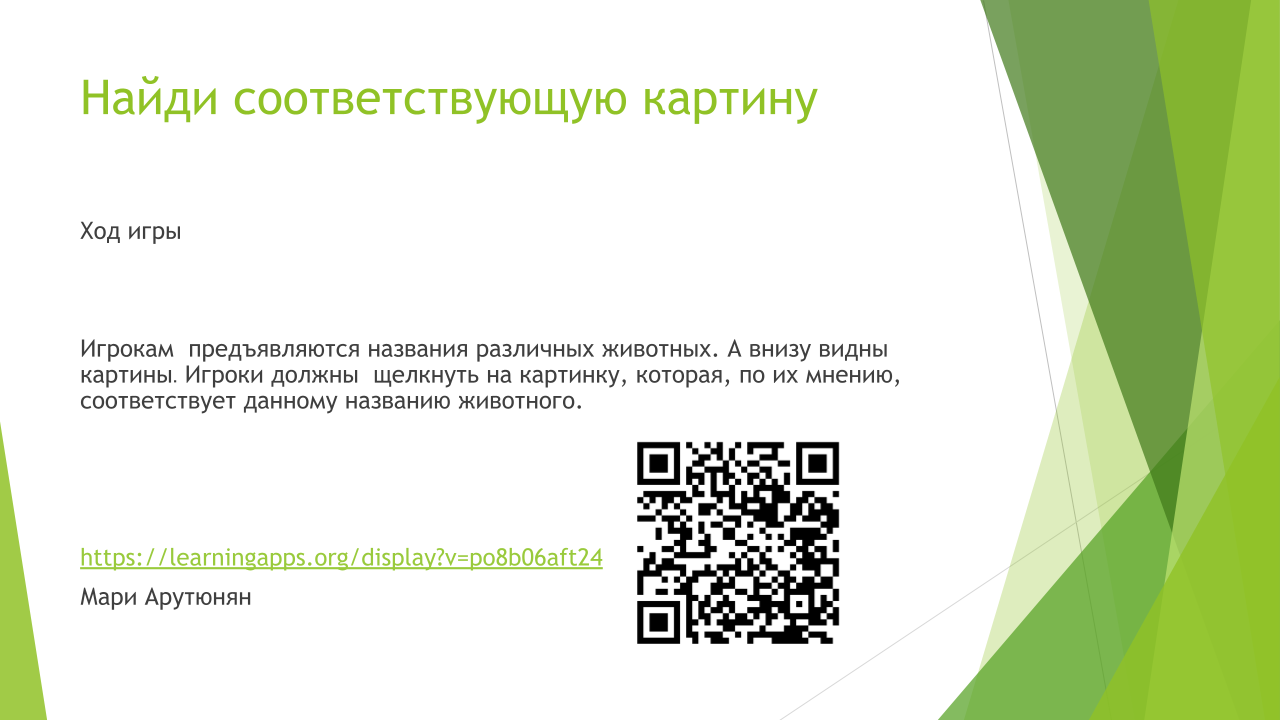 Найди соответствующую картину
Ход игры
Игрокам  предъявляются названия различных животных. А внизу видны
картины. Игроки должны  щелкнуть на картинку, которая, по их мнению,
соответствует данному названию животного.
https://learningapps.org/display?v=po8b06aft24
Мари Арутюнян